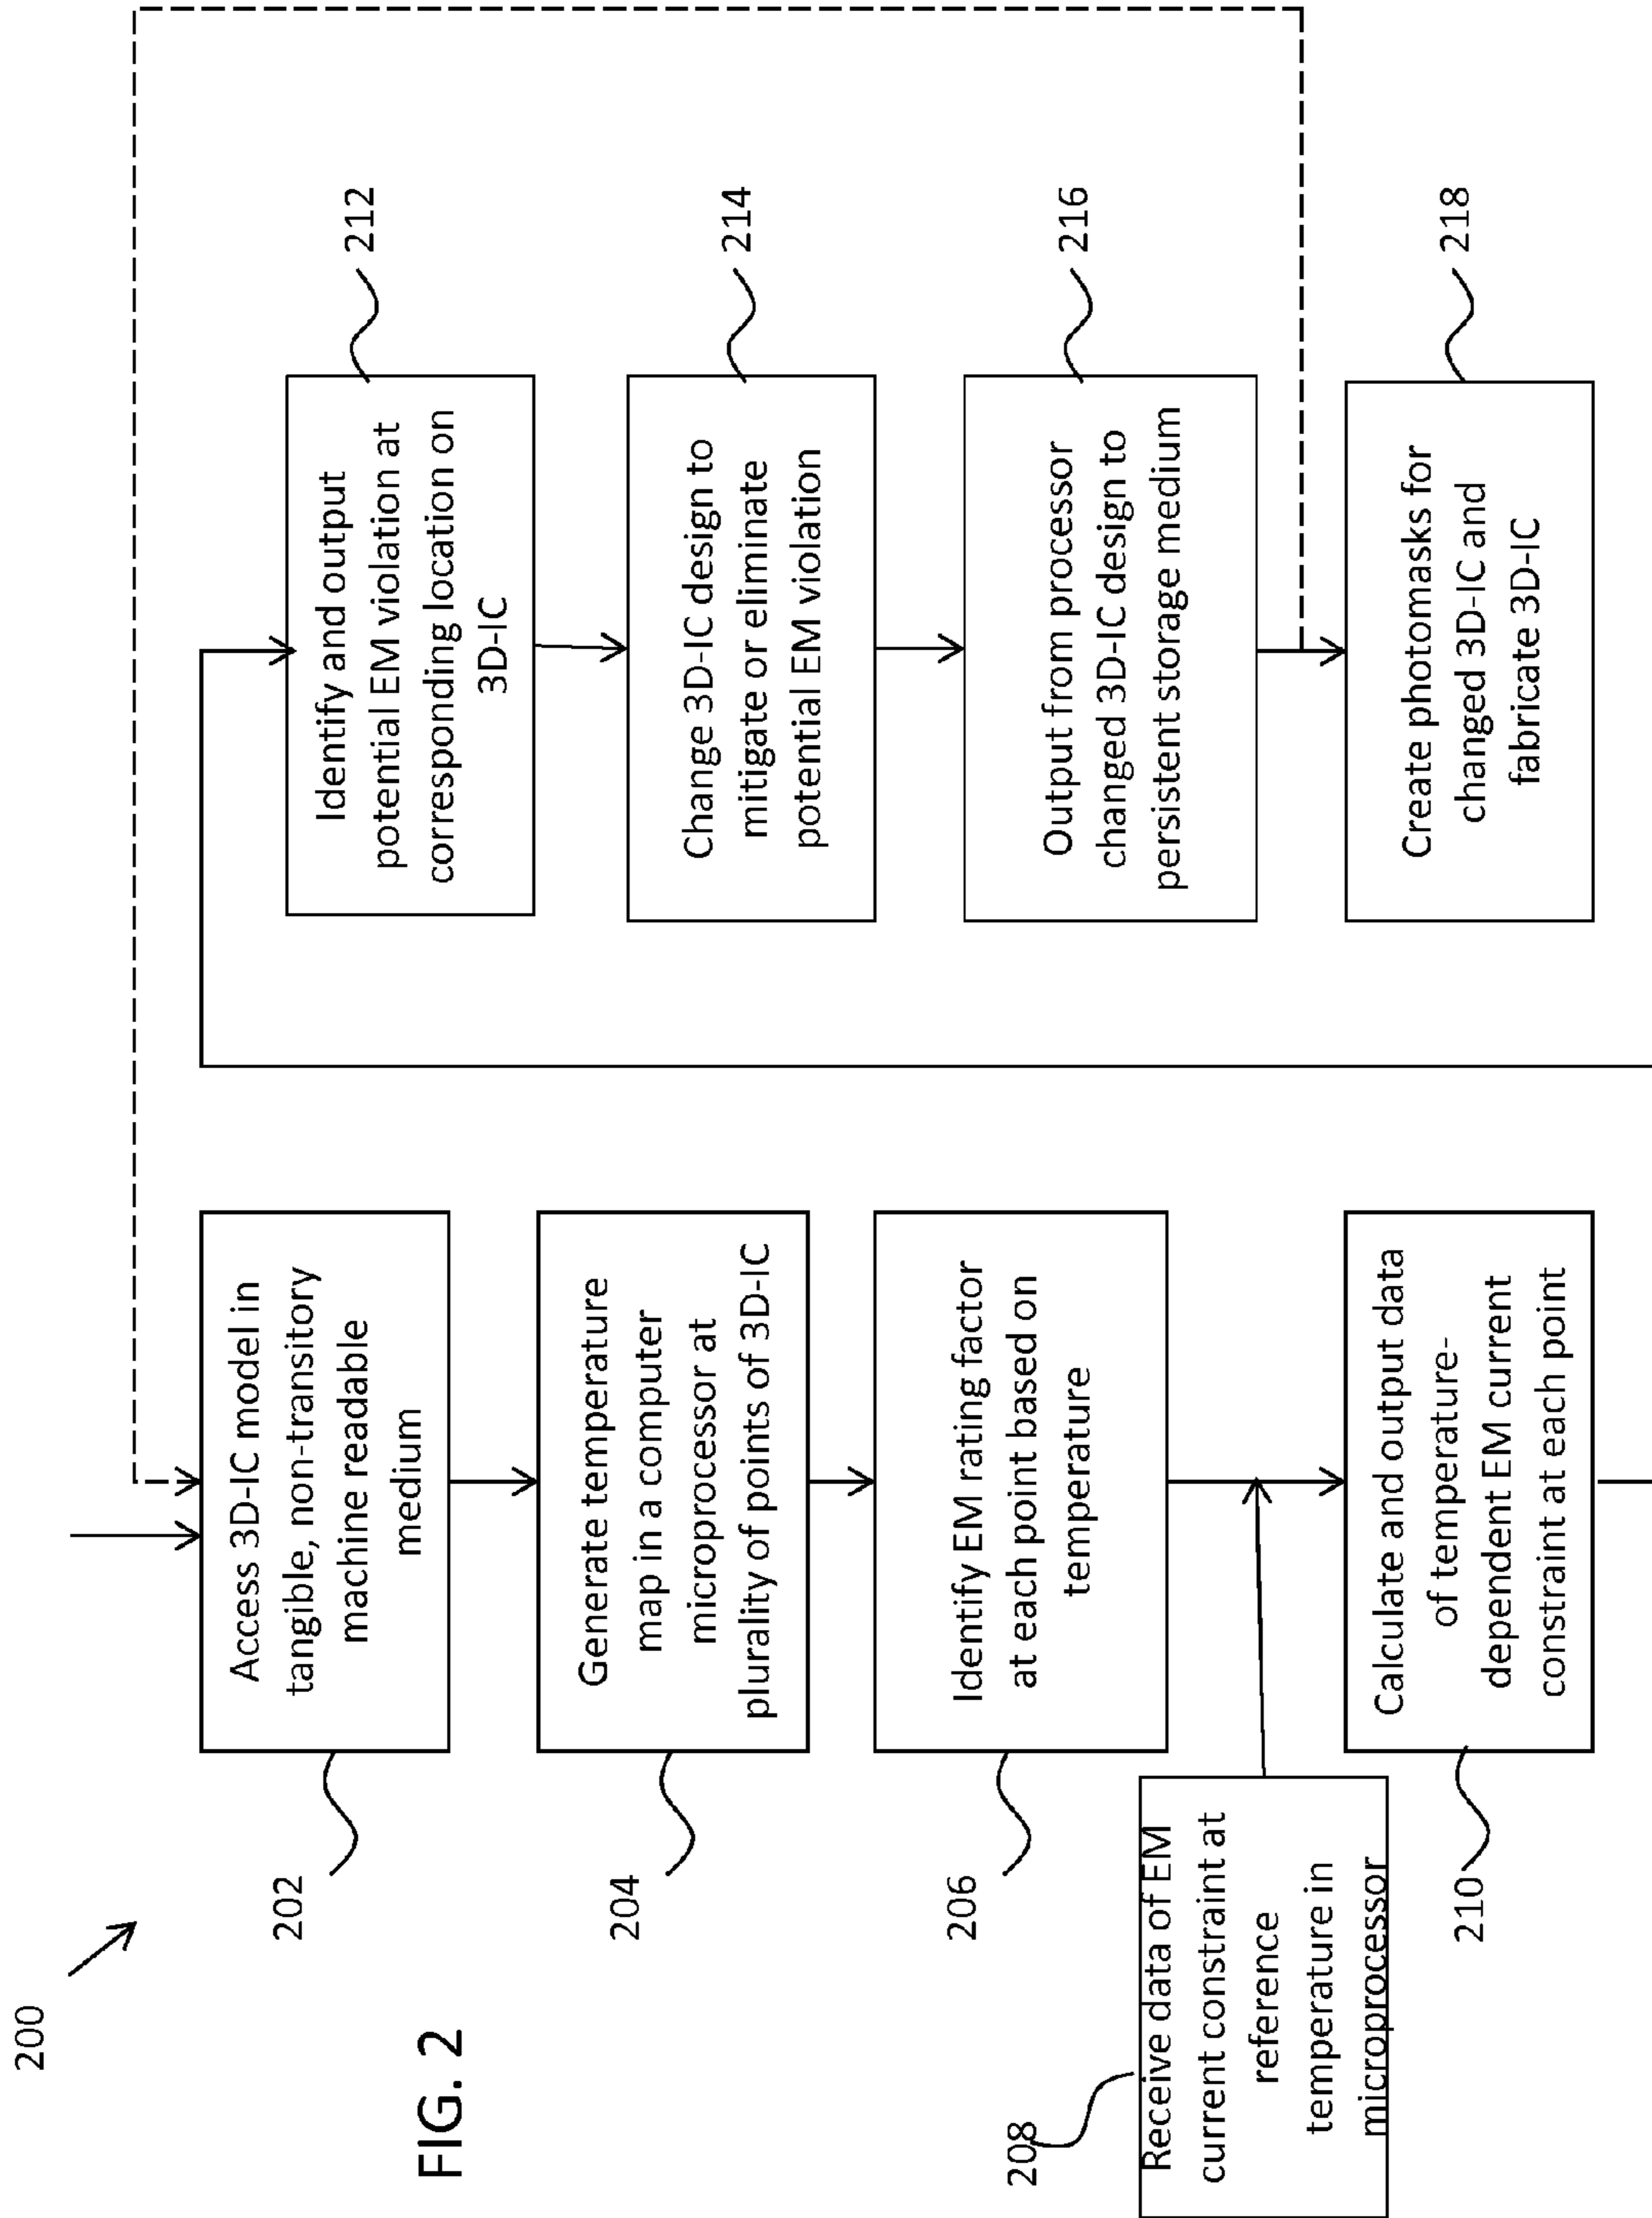 200
FIG. 2
202
Access 3D-IC model in
tangible, non-transitory
machine readable
medium
204
Generate temperature
map in a computer
microprocessor at
plurality of points of 3D-IC
206
Identify EM rating factor
at each point based on
temperature
208
Receive data of EM
current constraint at
reference
temperature in
microprocessor
210
Calculate and output data
of temperature-
dependent EM current
constraint at each point
Identify and output
potential EM violation at
corresponding location on
3D-IC
212
Change 3D-IC design to
mitigate or eliminate
potential EM violation
214
Output from processor
changed 3D-IC design to
persistent storage medium
216
Create photomasks for
changed 3D-IC and
fabricate 3D-IC
218